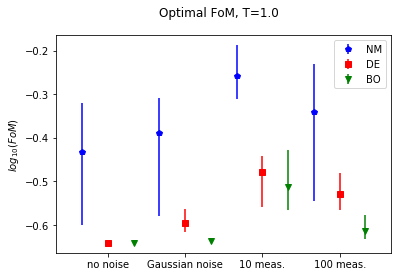 Optimal FoM, T=1.0
NM
DE
BO
log₁₀(FoM)
−0.2
−0.3
−0.4
−0.5
−0.6
no noise
Gaussian noise
10 meas.
100 meas.